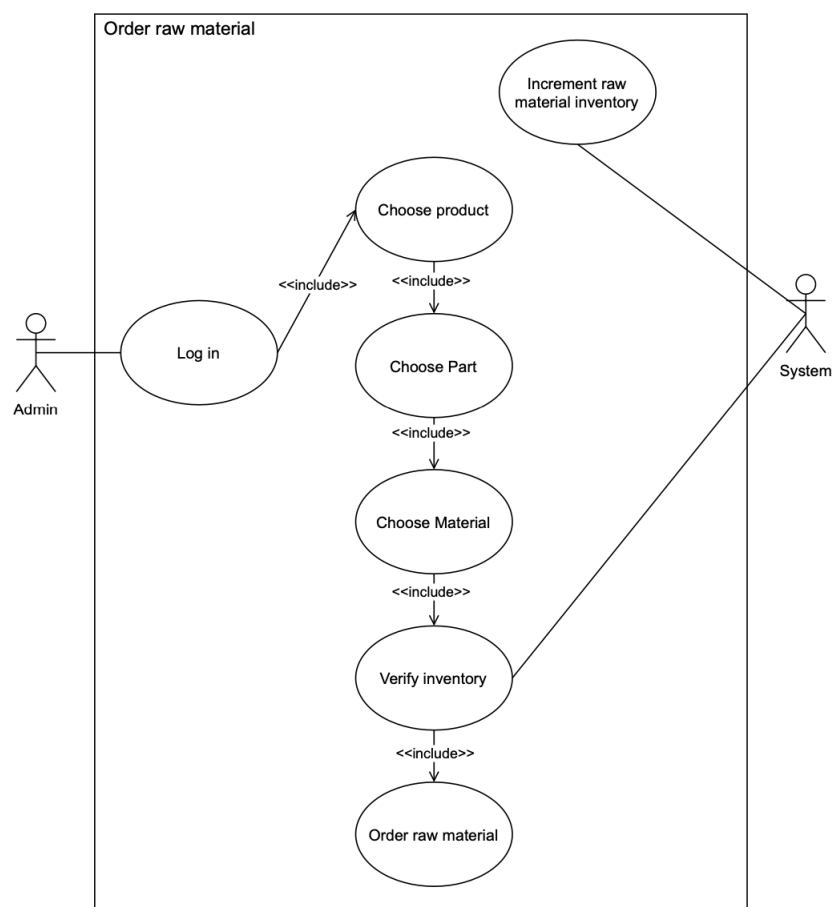 Order raw material
Increment raw
material inventory
Choose product
<<include>>
<<include>>
Log in
Choose Part
Admin
System
<<include>>
Choose Material
<<include>>
Verify inventory
<<include>>
Order raw material